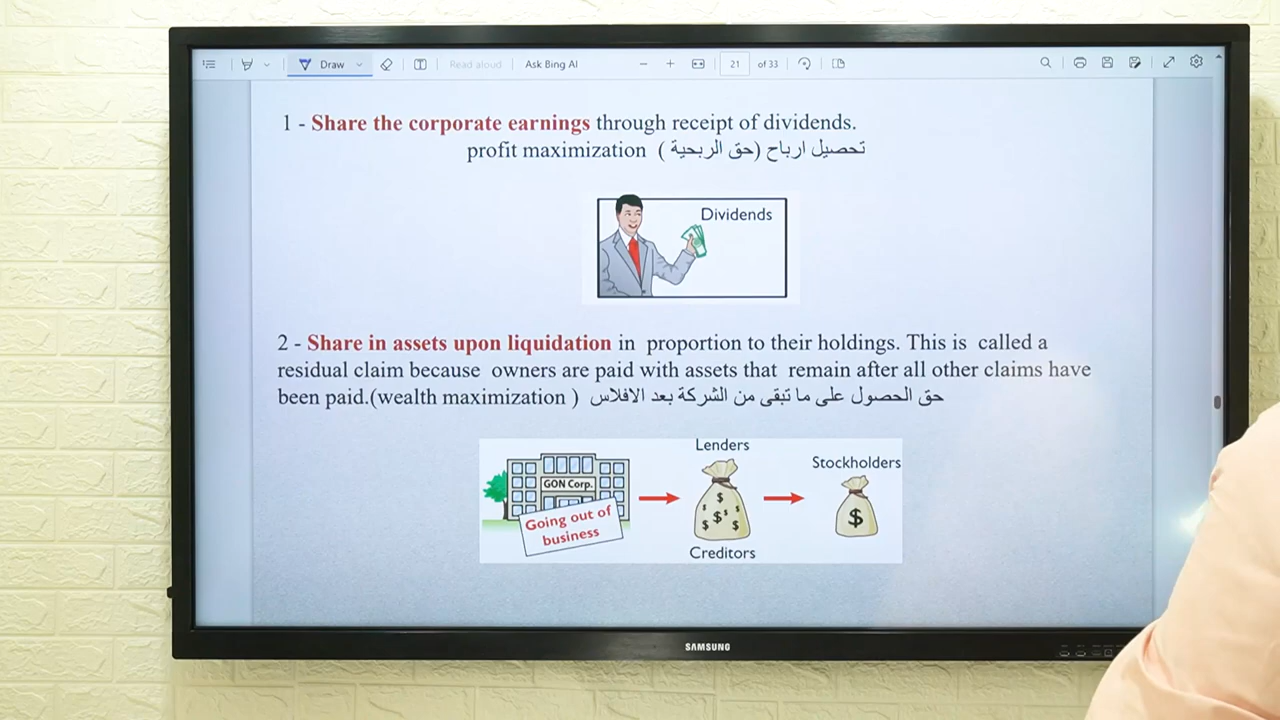 Draw
Read aloud
Ask Bing AI
21
of 33
1 - Share the corporate earnings through receipt of dividends.
profit maximization ( تحصيل ارباح (حق الربحية
Dividends
2 - Share in assets upon liquidation in proportion to their holdings. This is called a
residual claim because owners are paid with assets that remain after all other claims have
been paid.(wealth maximization ) حق الحصول على ما تبقى من الشركة بعد الافلاس
Lenders
Stockholders
GON Corp.
Going out of
business
$ $ $ $ $ $ $
$
Creditors
SAMSUNG